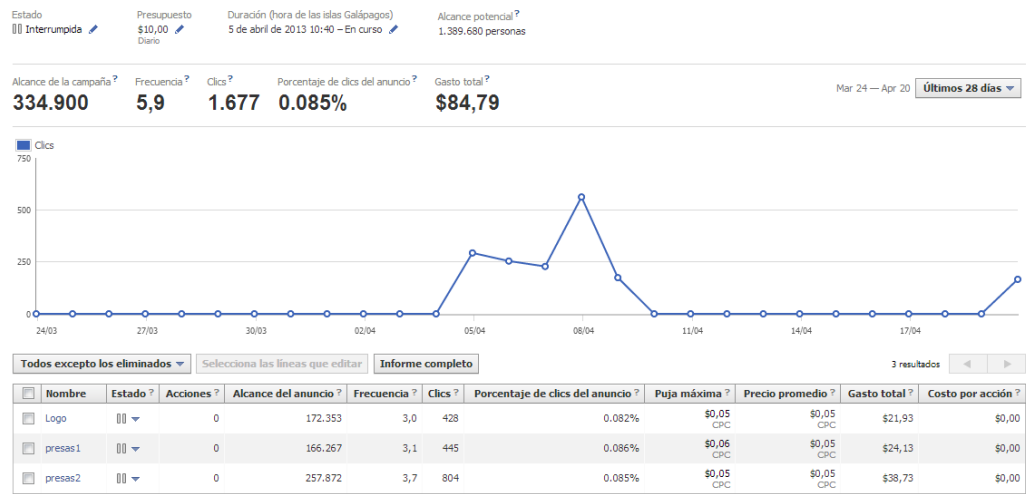 Estado Presupuesto Duración (hora de las islas Galápagos) Alcance potencial ?
Interrumpida $10,00 5 de abril de 2013 10:40 – En curso 1.389.680 personas
Diario
Alcance de la campaña ? Frecuencia ? Clics ? Porcentaje de clics del anuncio ? Gasto total ?
334.900 5,9 1.677 0.085% $84,79 Mar 24 — Apr 20 Últimos 28 días
Clics
750
500
250
0
24/03 27/03 30/03 02/04 05/04 08/04 11/04 14/04 17/04
Todos excepto los eliminados Selecciona las líneas que editar Informe completo 3 resultados
Nombre Estado ? Acciones ? Alcance del anuncio ? Frecuencia ? Clics ? Porcentaje de clics del anuncio ? Puja máxima ? Precio promedio ? Gasto total ? Costo por acción ?
Logo 0 172.353 3,0 428 0.082% $0,05 $0,05 $21,93 $0,00
CPC CPC
presas1 0 166.267 3,1 445 0.086% $0,06 $0,05 $24,13 $0,00
CPC CPC
presas2 0 257.872 3,7 804 0.085% $0,05 $0,05 $38,73 $0,00
CPC CPC